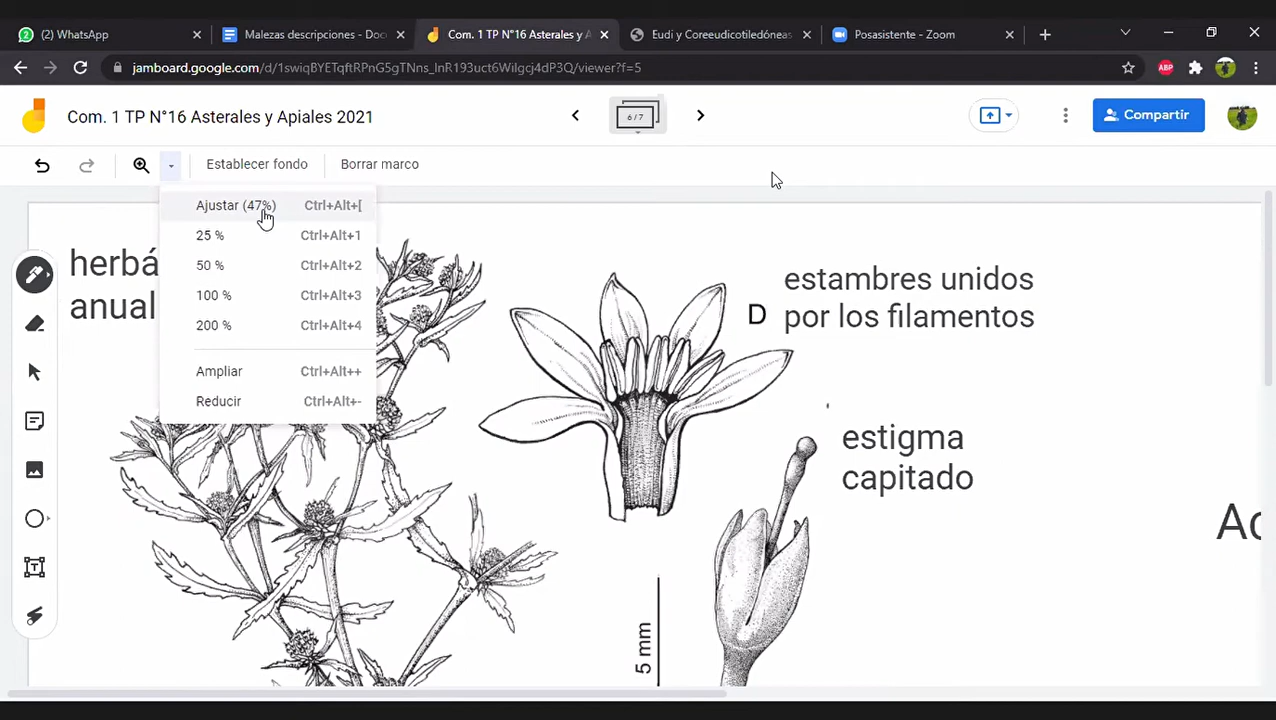 (2) WhatsApp
Malezas descripciones - Doc
Com. 1 TP N°16 Asterales y A
Eudi y Coreeudicotiledóneas
Posasistente - Zoom
jamboard.google.com/d/1swiqBYETqftRPnG5gTNns_lnR193uct6Wilgcj4dP3Q/viewer?f=5
ABP
Com. 1 TP N°16 Asterales y Apiales 2021
6 / 7
Compartir
Establecer fondo
Borrar marco
Ajustar (47%) Ctrl+Alt+[
25 % Ctrl+Alt+1
50 % Ctrl+Alt+2
100 % Ctrl+Alt+3
200 % Ctrl+Alt+4
Ampliar Ctrl+Alt++
Reducir Ctrl+Alt+-
herbá
anual
D
estambres unidos
por los filamentos
estigma
capitado
5 mm